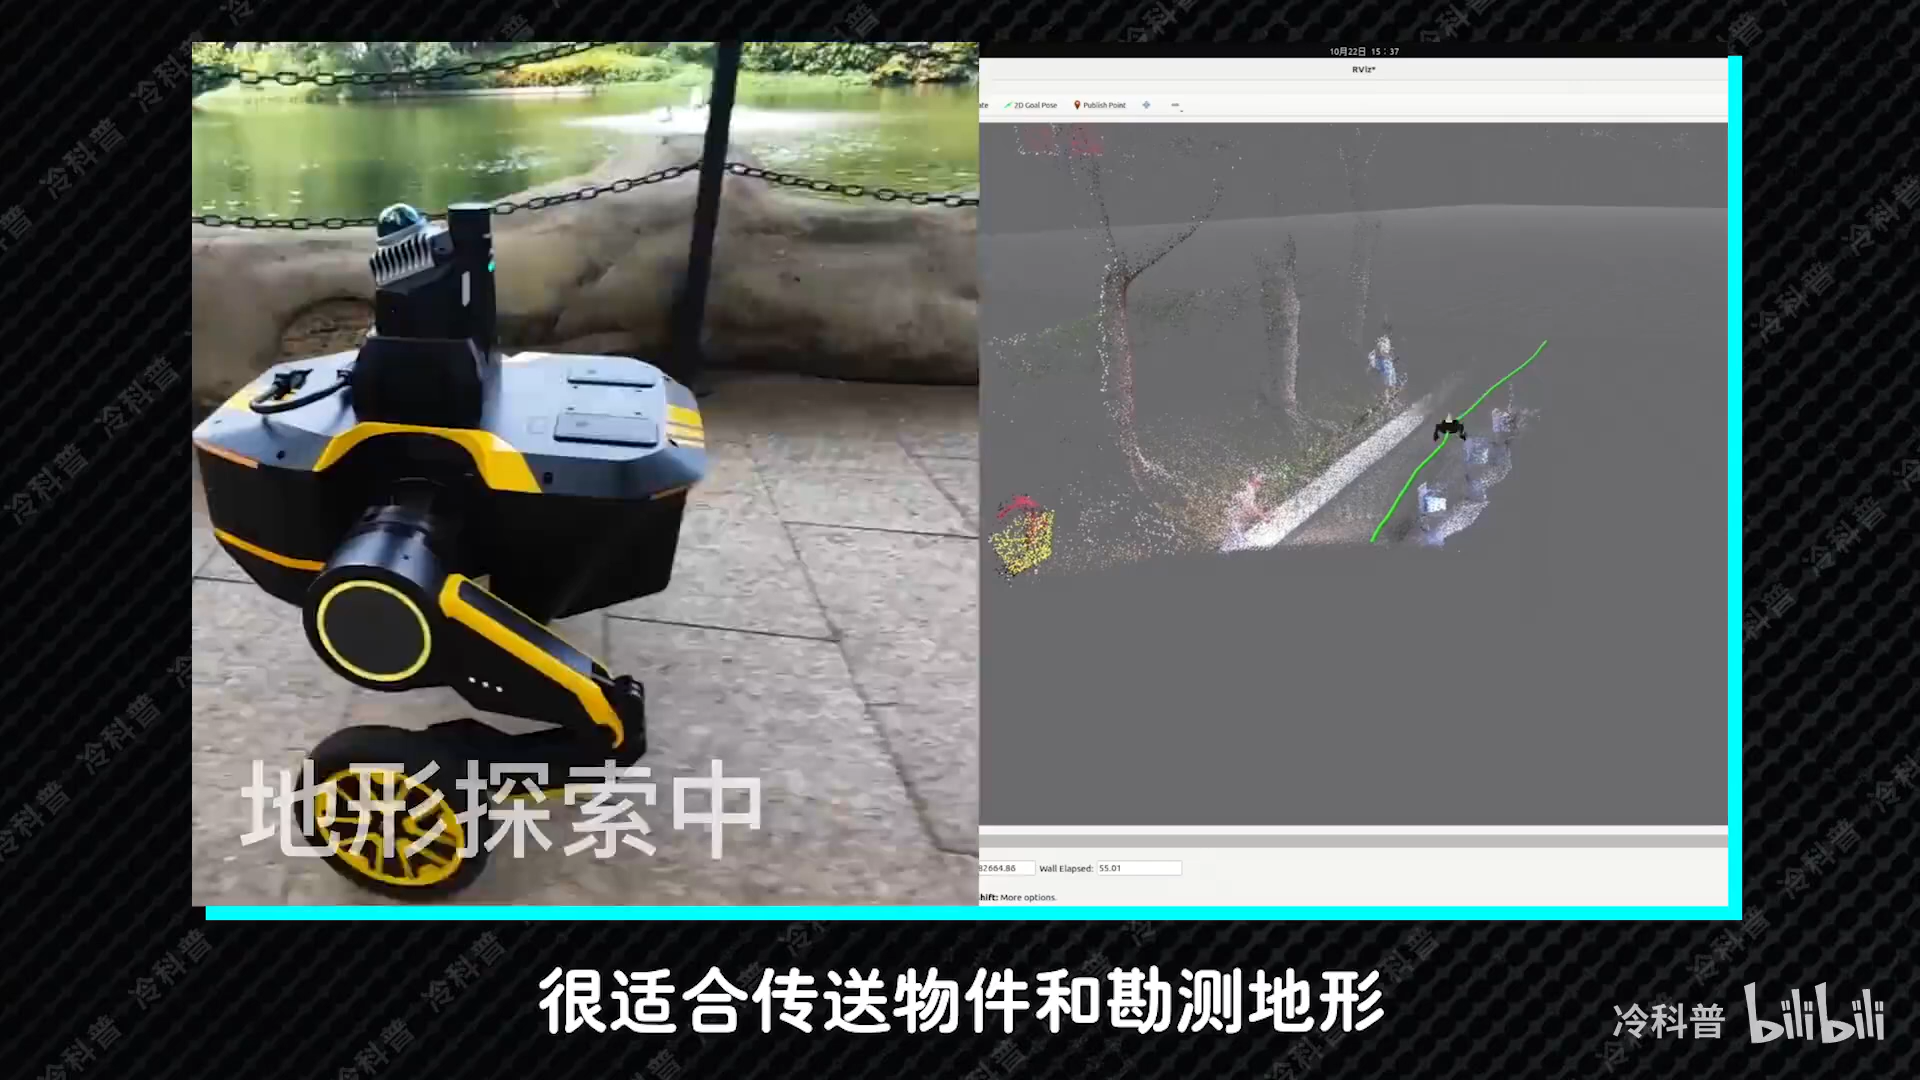 10月22日 15：37
RViz*
2D Goal Pose
Publish Point
地形探索中
82664.86
Wall Elapsed: 55.01
hift: More options.
很适合传送物件和勘测地形
冷科普 bilibili